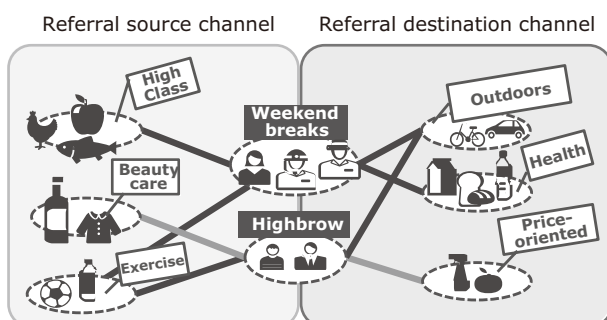 Referral source channel
Referral destination channel
High
Class
Weekend
breaks
Outdoors
Beauty
care
Health
Highbrow
Price-
oriented
Exercise